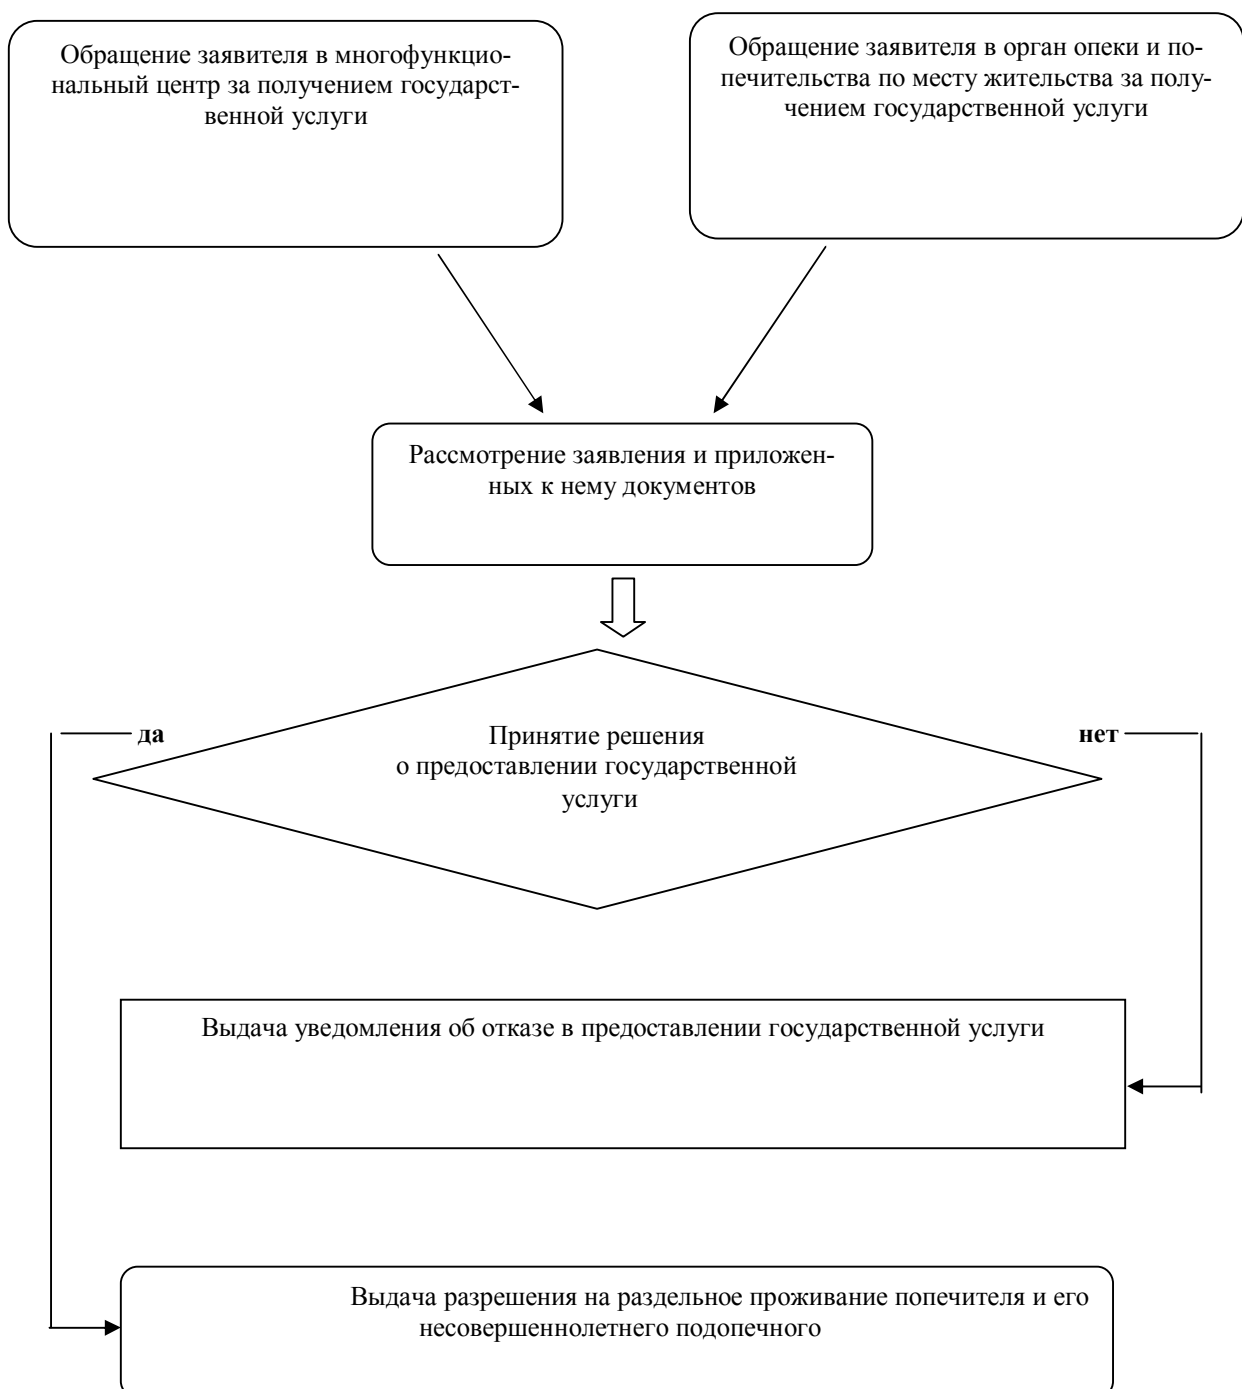 Обращение заявителя в многофункцио-
нальный центр за получением государст-
венной услуги
Обращение заявителя в орган опеки и по-
печительства по месту жительства за полу-
чением государственной услуги
Рассмотрение заявления и приложен-
ных к нему документов
да
Принятие решения
о предоставлении государственной
услуги
нет
Выдача уведомления об отказе в предоставлении государственной услуги
Выдача разрешения на раздельное проживание попечителя и его
несовершеннолетнего подопечного